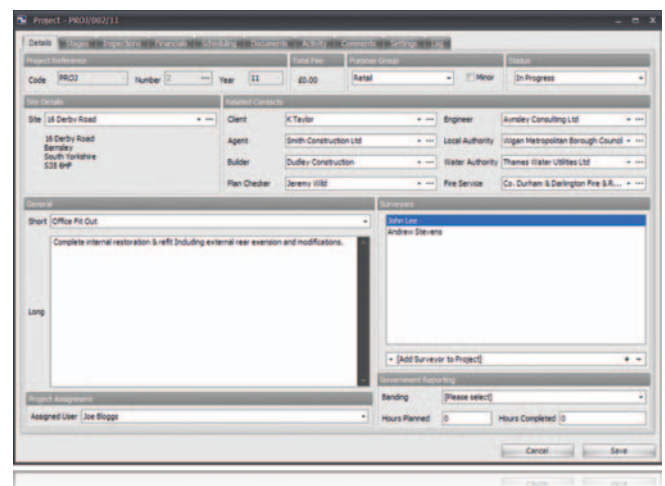 Project - PROJ/002/11
Details Stages Inspections Financials Scheduling Documents Activity Comments Settings Log
Project Reference Total Fee Purpose Group Status
Code PROJ Number 2 Year 11 £0.00 Retail Minor In Progress
Site Details Related Contacts
Site 16 Derby Road Client K Taylor Engineer Aynsley Consulting Ltd
16 Derby Road
Barnsley
South Yorkshire
S35 6HF
Agent Smith Construction Ltd Local Authority Wigan Metropolitan Borough Council
Builder Dudley Construction Water Authority Thames Water Utilities Ltd
Plan Checker Jeremy Wild Fire Service Co. Durham & Darlington Fire & R...
General Surveyors
Short Office Fit Out John Lee
Andrew Stevens
Complete internal restoration & refit Including external rear exension and modifications.
Long
[Add Surveyor to Project]
Government Reporting
Project Assignment Banding [Please select]
Assigned User Joe Bloggs Hours Planned 0 Hours Completed 0
Cancel Save